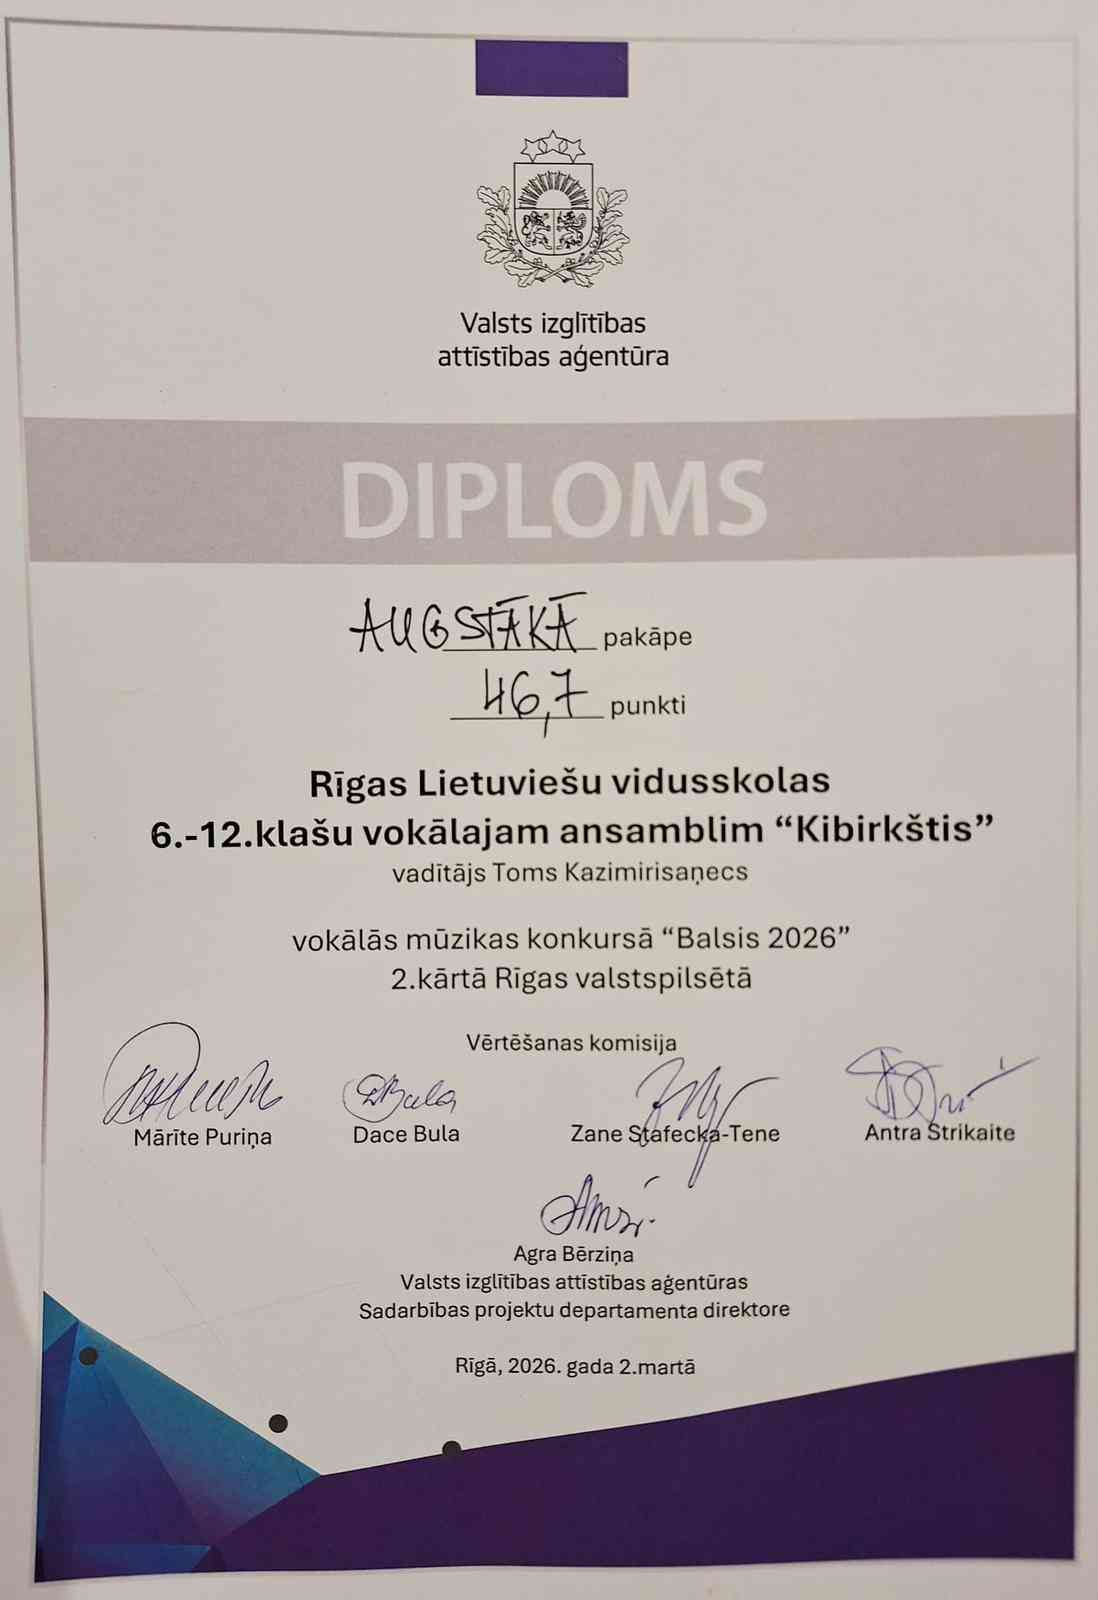 Valsts izglītības
attīstības aģentūra
DIPLOMS
AUGSTĀKĀ pakāpe
46,7 punkti
Rīgas Lietuviešu vidusskolas
6.-12.klašu vokālajam ansamblim “Kibirkštis”
vadītājs Toms Kazimirisaņecs
vokālās mūzikas konkursā “Balsis 2026”
2.kārtā Rīgas valstspilsētā
Vērtēšanas komisija
Mārīte Puriņa Dace Bula Zane Stafecka-Tene Antra Strikaite
Agra Bērziņa
Valsts izglītības attīstības aģentūras
Sadarbības projektu departamenta direktore
Rīgā, 2026. gada 2.martā